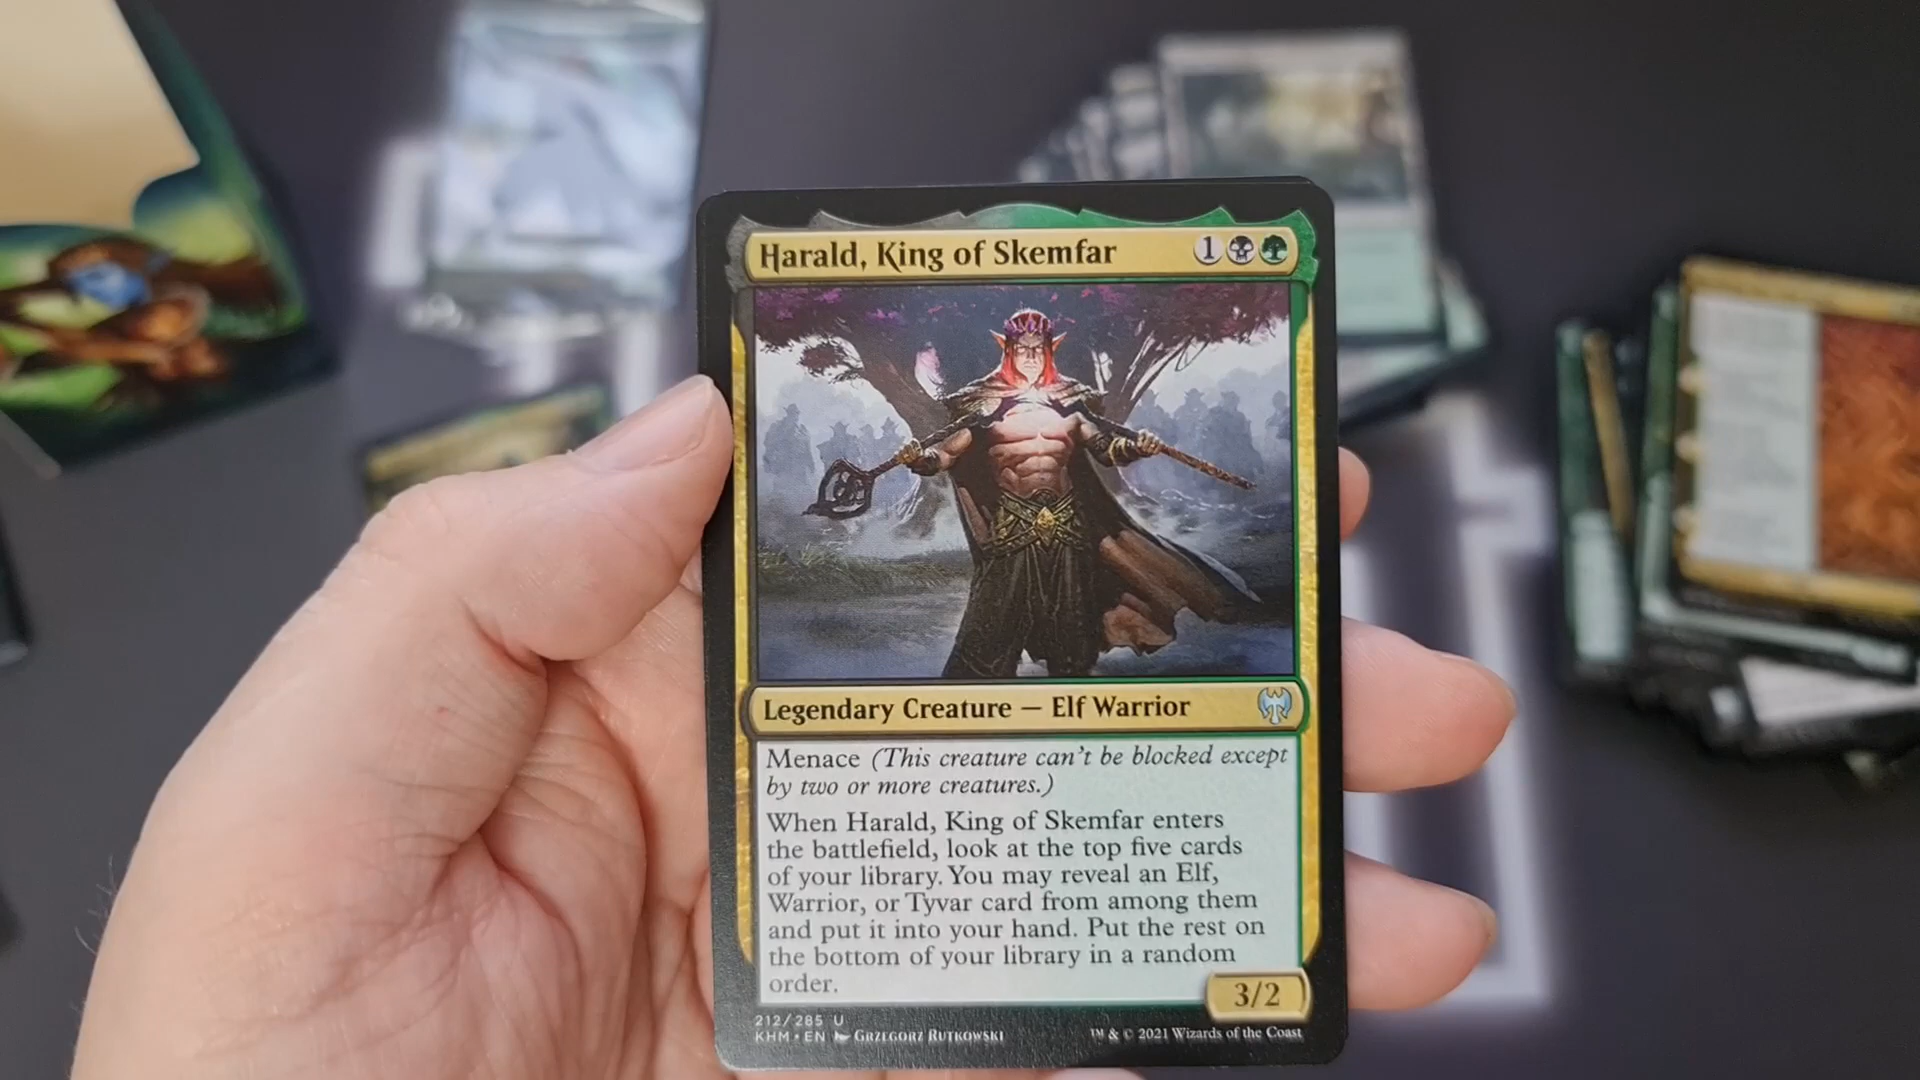 Harald, King of Skemfar 1
Legendary Creature — Elf Warrior
Menace (This creature can't be blocked except
by two or more creatures.)
When Harald, King of Skemfar enters
the battlefield, look at the top five cards
of your library. You may reveal an Elf,
Warrior, or Tyvar card from among them
and put it into your hand. Put the rest on
the bottom of your library in a random
order.
3/2
212/285 U
KHM • EN Grzegorz Rutkowski
™ & © 2021 Wizards of the Coast